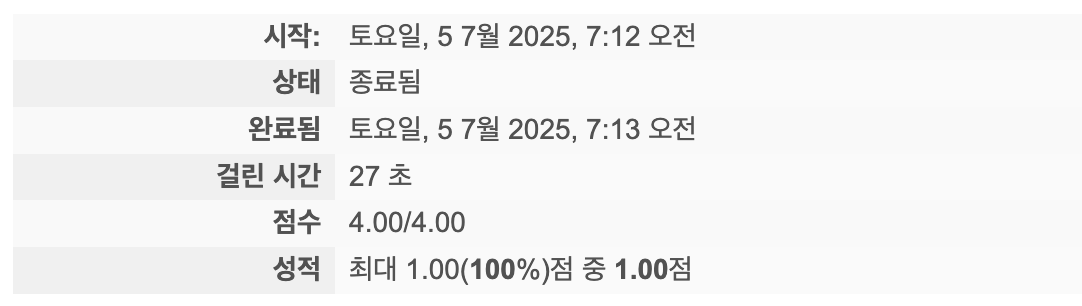 시작: 토요일, 5 7월 2025, 7:12 오전
상태 종료됨
완료됨 토요일, 5 7월 2025, 7:13 오전
걸린 시간 27 초
점수 4.00/4.00
성적 최대 1.00(100%)점 중 1.00점